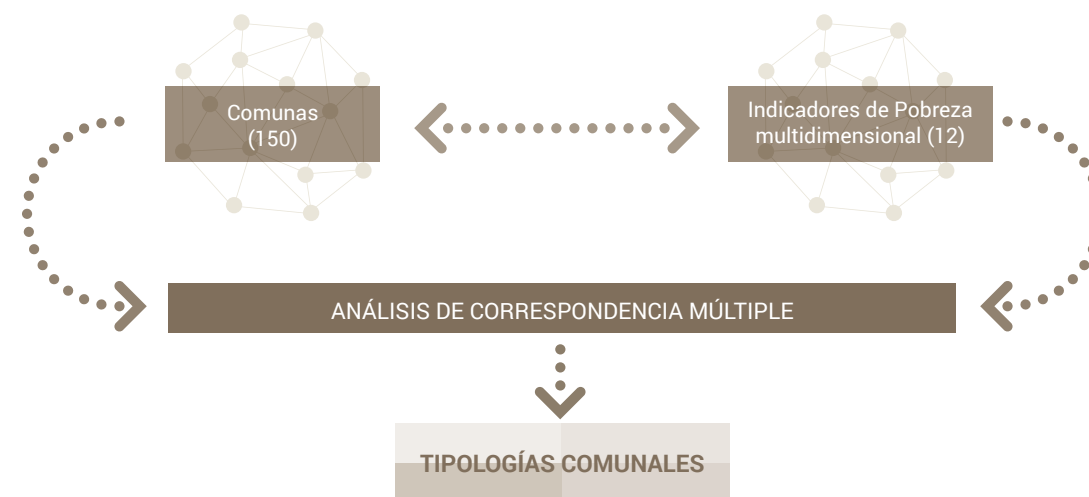 Comunas
(150)
Indicadores de Pobreza
multidimensional (12)
ANÁLISIS DE CORRESPONDENCIA MÚLTIPLE
TIPOLOGÍAS COMUNALES